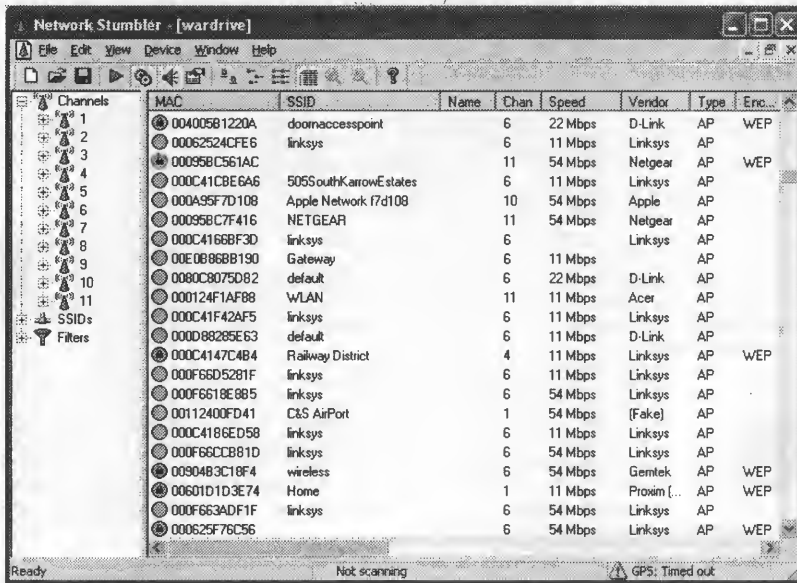 Network Stumbler - [wardrive]
File Edit View Device Window Help
Channels
1
2
3
4
5
6
7
8
9
10
11
SSIDs
Filters
MAC SSID Name Chan Speed Vendor Type Enc...
004005B1220A doornaccesspoint 6 22 Mbps D-Link AP WEP
00062524CFE6 linksys 6 11 Mbps Linksys AP
00095BC561AC 11 54 Mbps Netgear AP WEP
000C41CBE6A6 505SouthKarrowEstates 6 11 Mbps Linksys AP
000A95F7D108 Apple Network f7d108 10 54 Mbps Apple AP
00095BC7F416 NETGEAR 11 54 Mbps Netgear AP
000C4166BF3D linksys 6 Linksys AP
00E0B86BB190 Gateway 6 11 Mbps AP
0080C8075D82 default 6 22 Mbps D-Link AP
000124F1AF88 WLAN 11 11 Mbps Acer AP
000C41F42AF5 linksys 6 11 Mbps Linksys AP
000D88285E63 default 6 11 Mbps D-Link AP
000C4147C4B4 Railway District 4 11 Mbps Linksys AP WEP
000F66D5281F linksys 6 11 Mbps Linksys AP
000F6618E8B5 linksys 6 54 Mbps Linksys AP
00112400FD41 C&S AirPort 1 54 Mbps (Fake) AP
000C4186ED58 linksys 6 11 Mbps Linksys AP
000F66CCB81D linksys 6 54 Mbps Linksys AP
00904B3C18F4 wireless 6 54 Mbps Gemtek AP WEP
00601D1D3E74 Home 1 11 Mbps Proxim (... AP WEP
000F663ADF1F linksys 6 54 Mbps Linksys AP
000625F76C56 6 54 Mbps Linksys AP WEP
Ready Not scanning GPS: Timed out